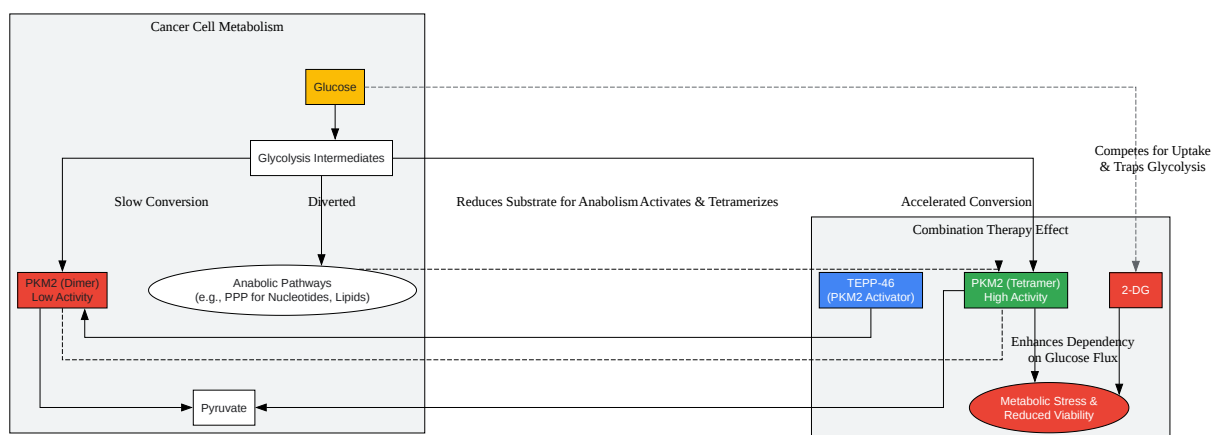 Cancer Cell Metabolism
Glucose
Competes for Uptake
& Traps Glycolysis
Glycolysis Intermediates
Slow Conversion
Diverted
Reduces Substrate for Anabolism
Activates & Tetramerizes
Accelerated Conversion
Combination Therapy Effect
PKM2 (Dimer)
Low Activity
Anabolic Pathways
(e.g., PPP for Nucleotides, Lipids)
TEPP-46
(PKM2 Activator)
PKM2 (Tetramer)
High Activity
2-DG
Enhances Dependency
on Glucose Flux
Pyruvate
Metabolic Stress &
Reduced Viability